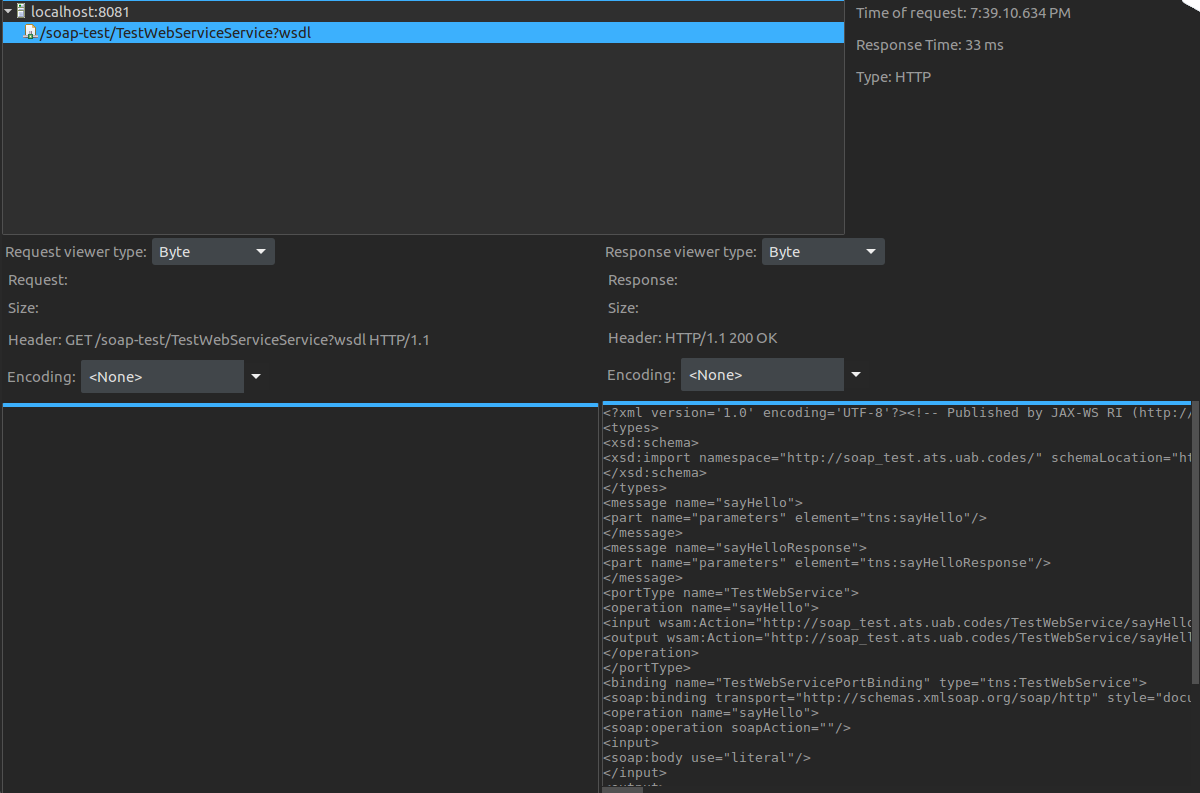 localhost:8081
/soap-test/TestWebServiceService?wsdl
Time of request: 7:39.10.634 PM
Response Time: 33 ms
Type: HTTP
Request viewer type: Byte
Request:
Size:
Header: GET /soap-test/TestWebServiceService?wsdl HTTP/1.1
Encoding: <None>
Response viewer type: Byte
Response:
Size:
Header: HTTP/1.1 200 OK
Encoding: <None>
<?xml version='1.0' encoding='UTF-8'?><!-- Published by JAX-WS RI (http://
<types>
<xsd:schema>
<xsd:import namespace="http://soap_test.ats.uab.codes/" schemaLocation="ht
</xsd:schema>
</types>
<message name="sayHello">
<part name="parameters" element="tns:sayHello"/>
</message>
<message name="sayHelloResponse">
<part name="parameters" element="tns:sayHelloResponse"/>
</message>
<portType name="TestWebService">
<operation name="sayHello">
<input wsam:Action="http://soap_test.ats.uab.codes/TestWebService/sayHello
<output wsam:Action="http://soap_test.ats.uab.codes/TestWebService/sayHell
</operation>
</portType>
<binding name="TestWebServicePortBinding" type="tns:TestWebService">
<soap:binding transport="http://schemas.xmlsoap.org/soap/http" style="docu
<operation name="sayHello">
<soap:operation soapAction=""/>
<input>
<soap:body use="literal"/>
</input>